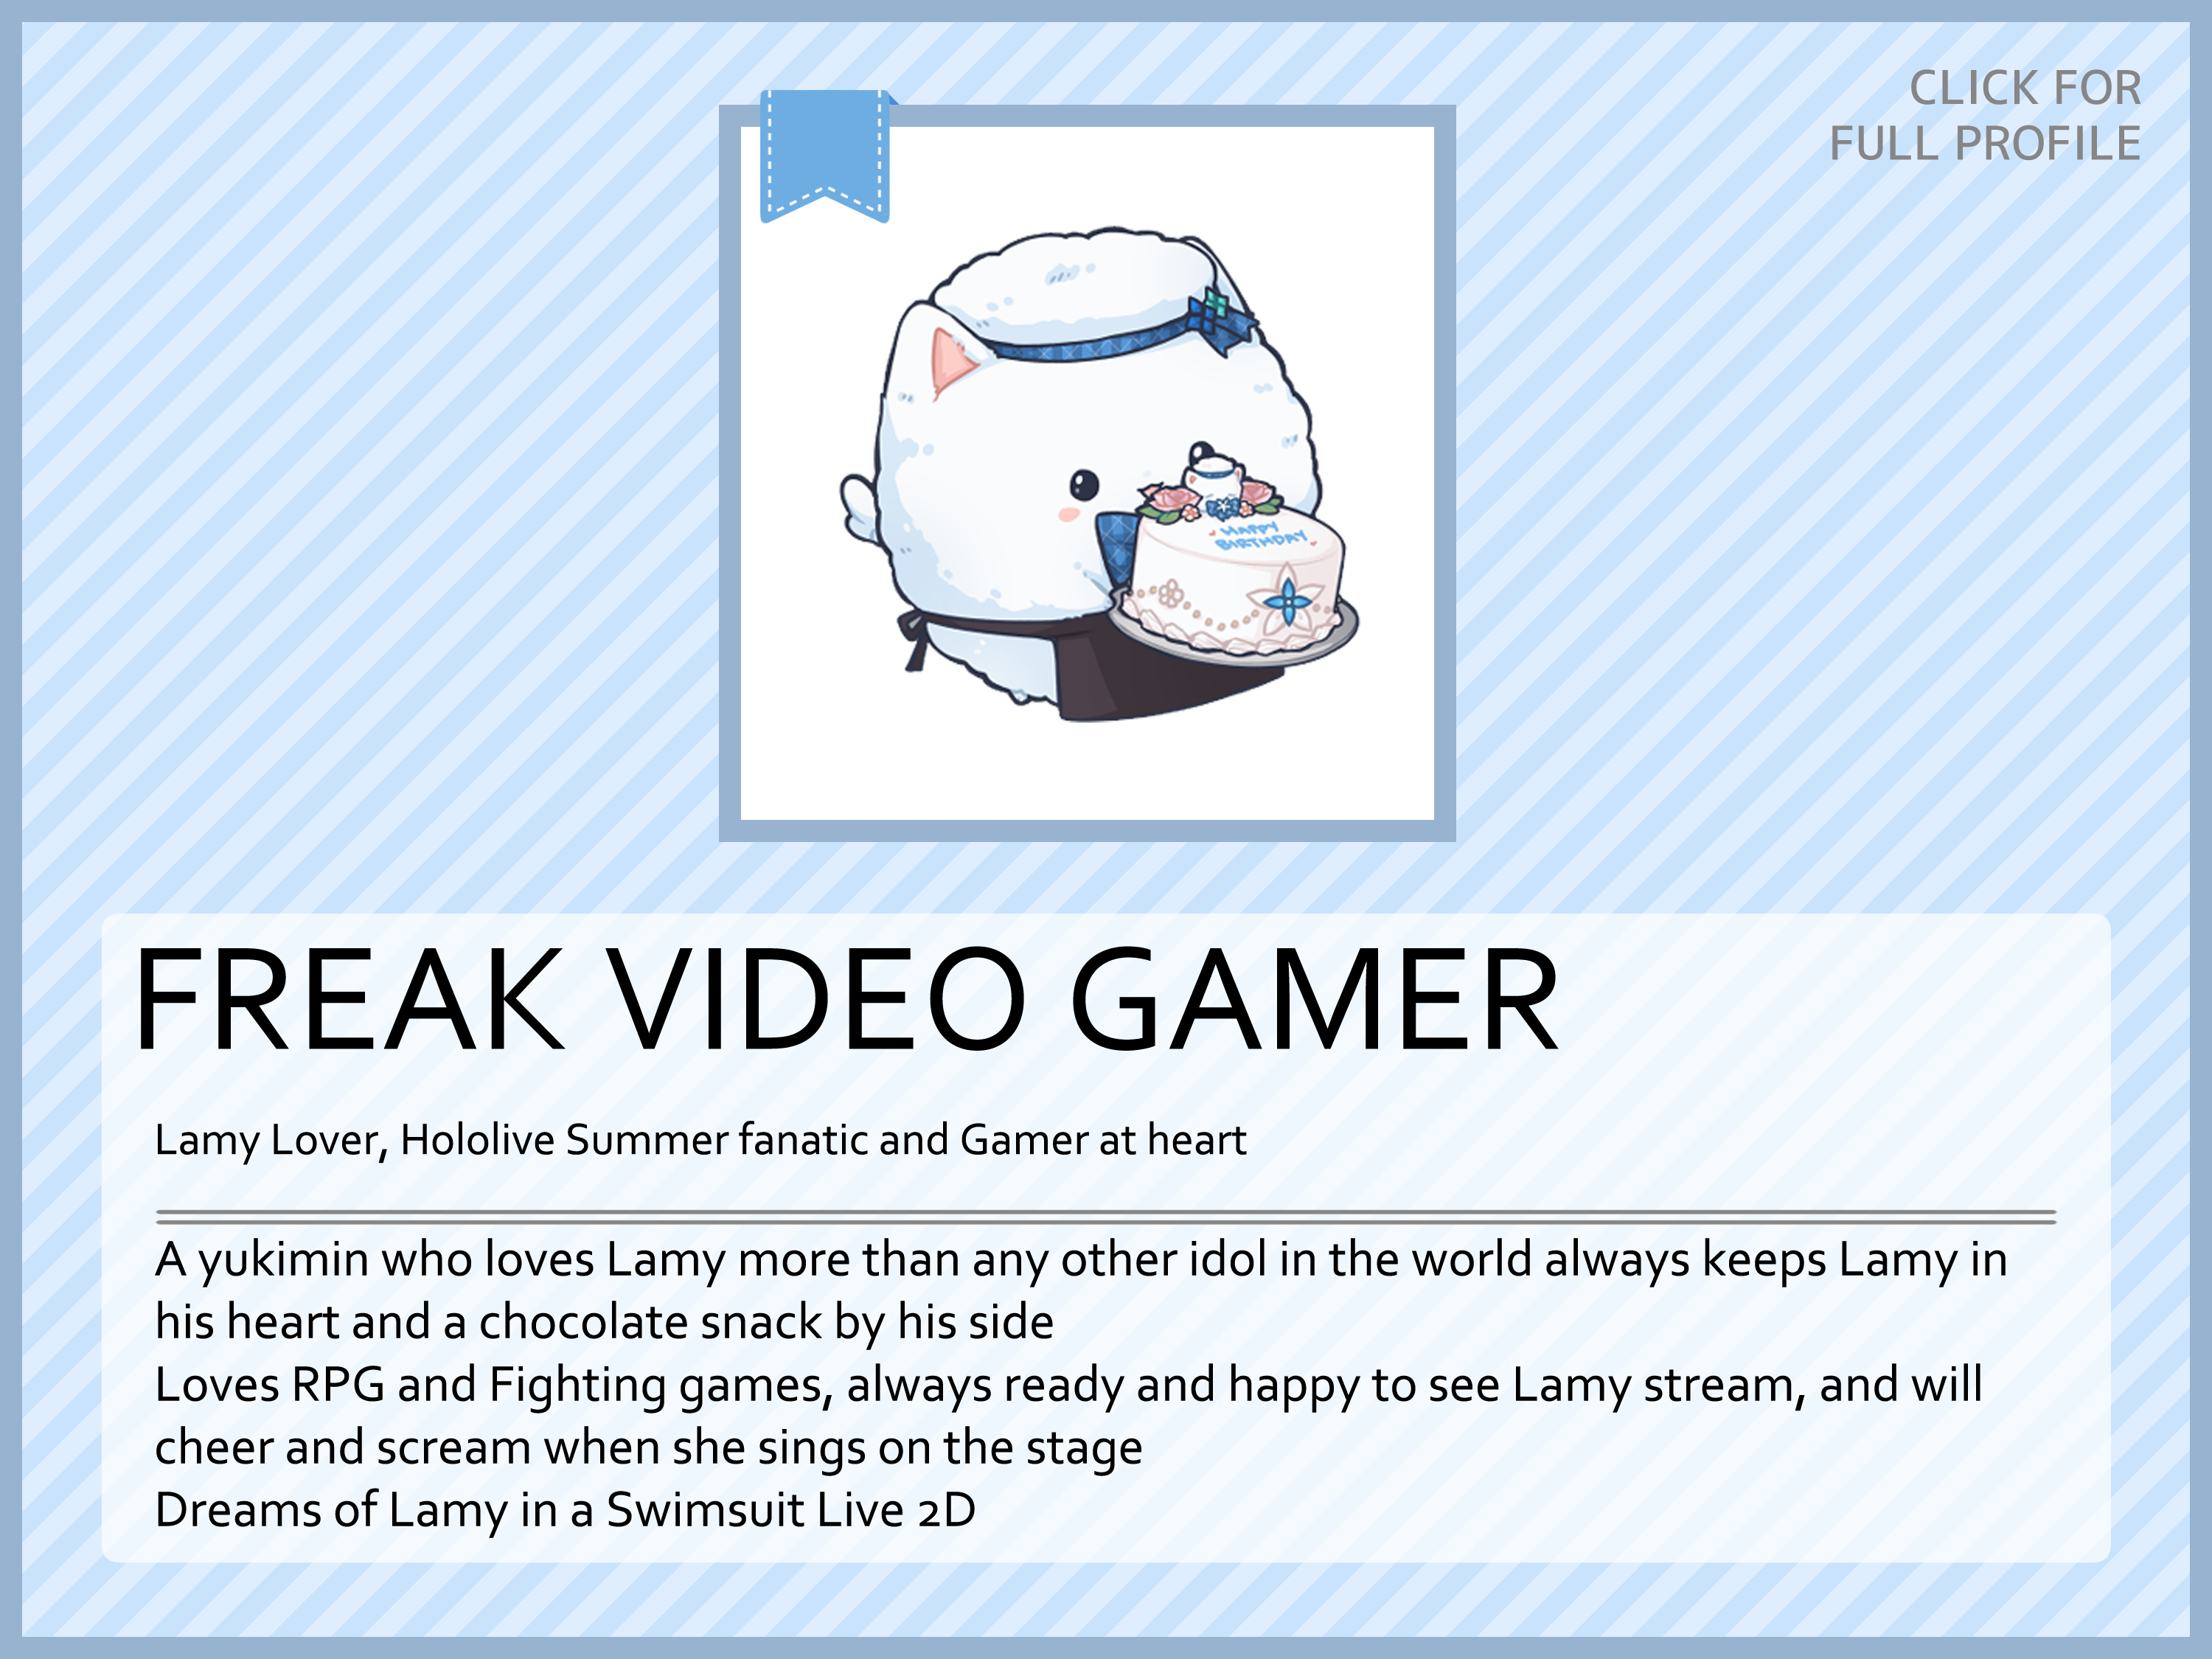 CLICK FOR
FULL PROFILE
HAPPY
BIRTHDAY
FREAK VIDEO GAMER
Lamy Lover, Hololive Summer fanatic and Gamer at heart
A yukimin who loves Lamy more than any other idol in the world always keeps Lamy in
his heart and a chocolate snack by his side
Loves RPG and Fighting games, always ready and happy to see Lamy stream, and will
cheer and scream when she sings on the stage
Dreams of Lamy in a Swimsuit Live 2D